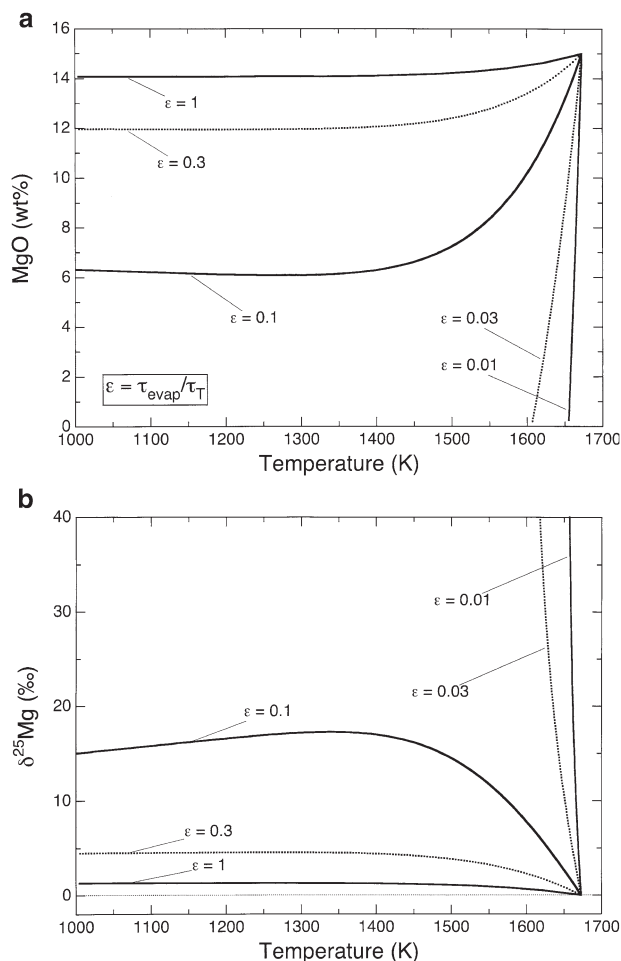 a
16
14
12
10
8
6
4
2
0
MgO (wt%)
ε = 1
ε = 0.3
ε = 0.1
ε = 0.03
ε = 0.01
ε = τevap/τT
1000 1100 1200 1300 1400 1500 1600 1700
Temperature (K)
b
40
30
20
10
0
δ25Mg (‰)
ε = 0.01
ε = 0.03
ε = 0.1
ε = 0.3
ε = 1
1000 1100 1200 1300 1400 1500 1600 1700
Temperature (K)